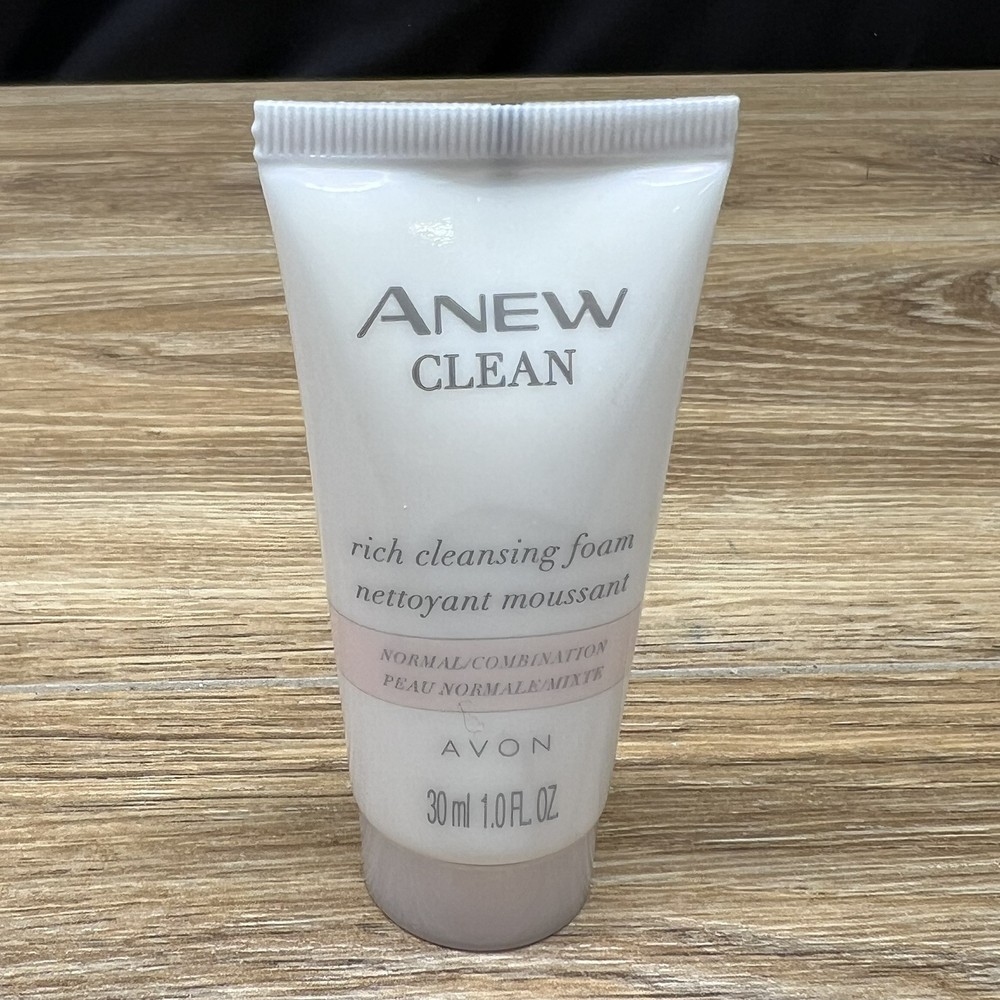 ANEW
CLEAN
rich cleansing foam
nettoyant moussant
NORMAL/COMBINATION
PEAU NORMALE/MIXTE
AVON
30 ml 1.0 FL. OZ.